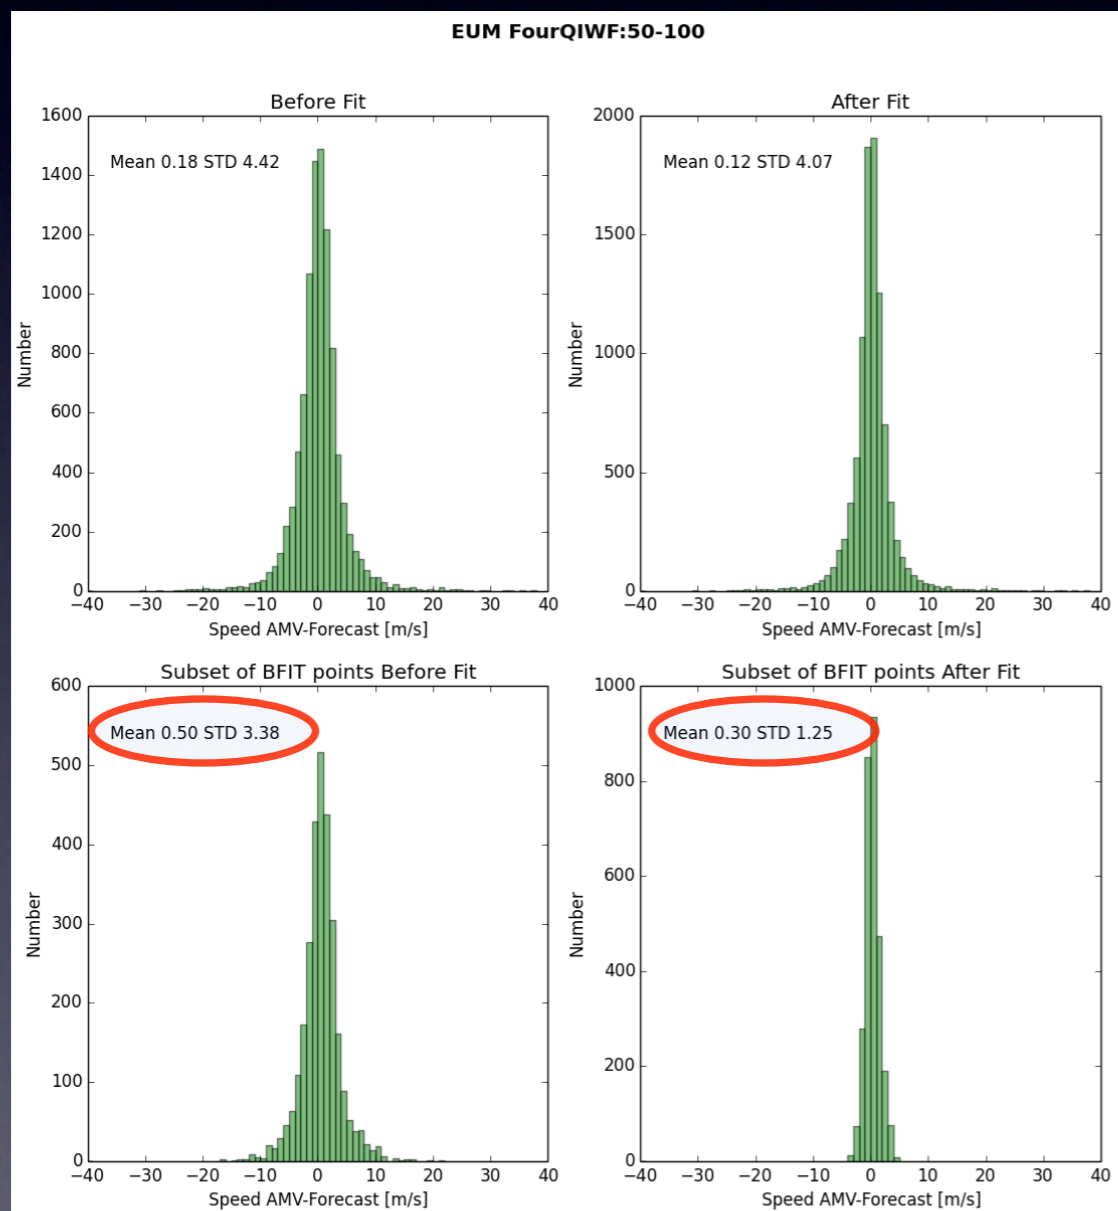 EUM FourQIWF:50-100
Before Fit
Mean 0.18 STD 4.42
1600
1400
1200
1000
800
600
400
200
0
Number
−40 −30 −20 −10 0 10 20 30 40
Speed AMV-Forecast [m/s]
After Fit
Mean 0.12 STD 4.07
2000
1500
1000
500
0
Number
−40 −30 −20 −10 0 10 20 30 40
Speed AMV-Forecast [m/s]
Subset of BFIT points Before Fit
Mean 0.50 STD 3.38
600
500
400
300
200
100
0
Number
−40 −30 −20 −10 0 10 20 30 40
Speed AMV-Forecast [m/s]
Subset of BFIT points After Fit
Mean 0.30 STD 1.25
1000
800
600
400
200
0
Number
−40 −30 −20 −10 0 10 20 30 40
Speed AMV-Forecast [m/s]